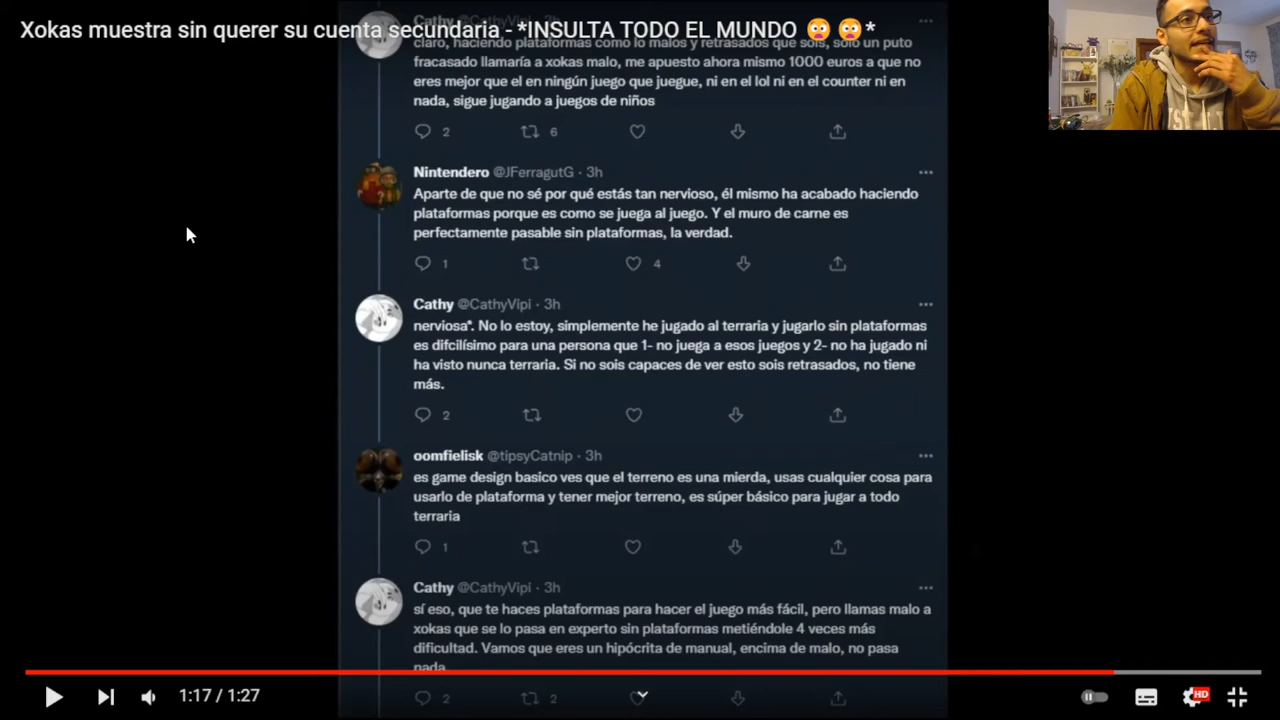 Xokas muestra sin querer su cuenta secundaria - *INSULTA TODO EL MUNDO 😳 😳*
Cathy @CathyVipi · 3h
claro, haciendo plataformas como lo malos y retrasados que sois, solo un puto
fracasado llamaría a xokas malo, me apuesto ahora mismo 1000 euros a que no
eres mejor que el en ningún juego que juegue, ni en el lol ni en el counter ni en
nada, sigue jugando a juegos de niños
2 6
Nintendero @JFerragutG · 3h
Aparte de que no sé por qué estás tan nervioso, él mismo ha acabado haciendo
plataformas porque es como se juega al juego. Y el muro de carne es
perfectamente pasable sin plataformas, la verdad.
1 4
Cathy @CathyVipi · 3h
nerviosa*. No lo estoy, simplemente he jugado al terraria y jugarlo sin plataformas
es difcilísimo para una persona que 1- no juega a esos juegos y 2- no ha jugado ni
ha visto nunca terraria. Si no sois capaces de ver esto sois retrasados, no tiene
más.
2
oomfielisk @tipsyCatnip · 3h
es game design basico ves que el terreno es una mierda, usas cualquier cosa para
usarlo de plataforma y tener mejor terreno, es súper básico para jugar a todo
terraria
1
Cathy @CathyVipi · 3h
sí eso, que te haces plataformas para hacer el juego más fácil, pero llamas malo a
xokas que se lo pasa en experto sin plataformas metiéndole 4 veces más
dificultad. Vamos que eres un hipócrita de manual, encima de malo, no pasa
nada
2 2
1:17 / 1:27
HD